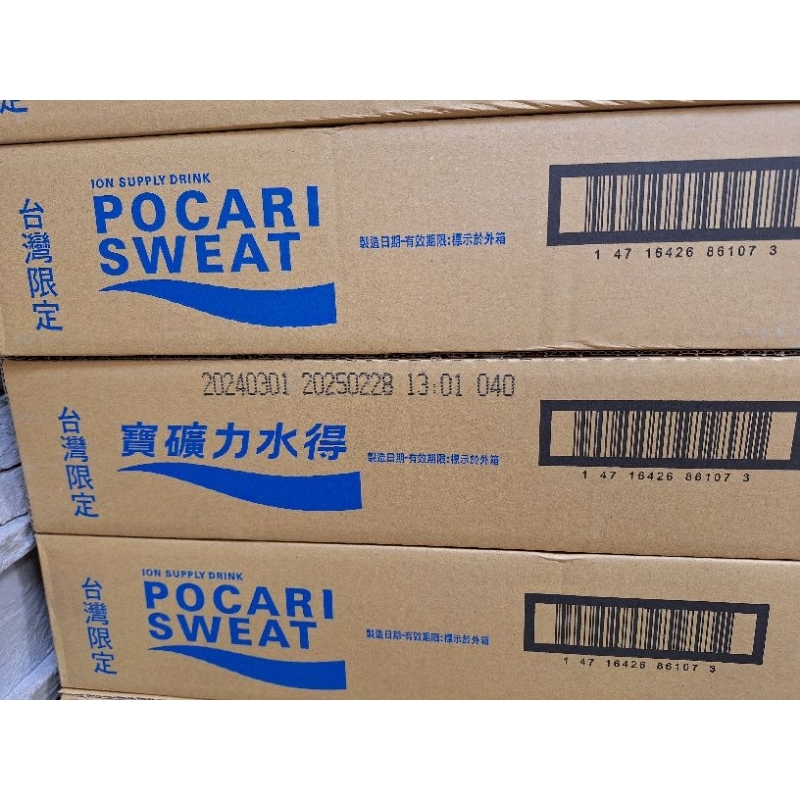 台灣限定
ION SUPPLY DRINK
POCARI
SWEAT
製造日期-有效期限:標示於外箱
1 47 16426 86107 3
20240301 20250228 13:01 040
台灣限定
寶礦力水得
製造日期-有效期限:標示於外箱
1 47 16426 86107 3
台灣限定
ION SUPPLY DRINK
POCARI
SWEAT
製造日期-有效期限:標示於外箱
1 47 16426 86107 3